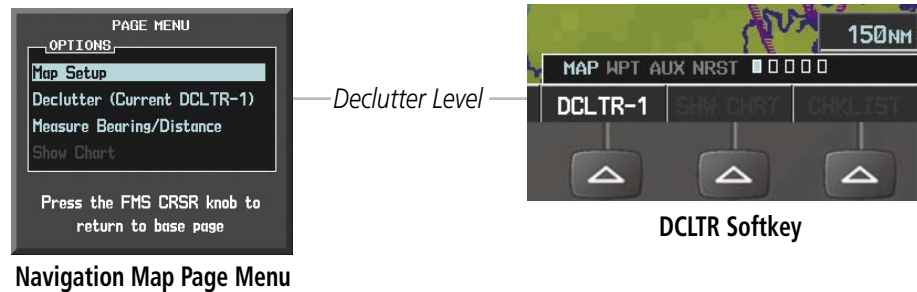 PAGE MENU
OPTIONS
Map Setup
Declutter (Current DCLTR-1)
Measure Bearing/Distance
Show Chart
Press the FMS CRSR knob to
return to base page
Navigation Map Page Menu
Declutter Level
150NM
MAP WPT AUX NRST
DCLTR-1 SHW CHRT CHKLIST
DCLTR Softkey